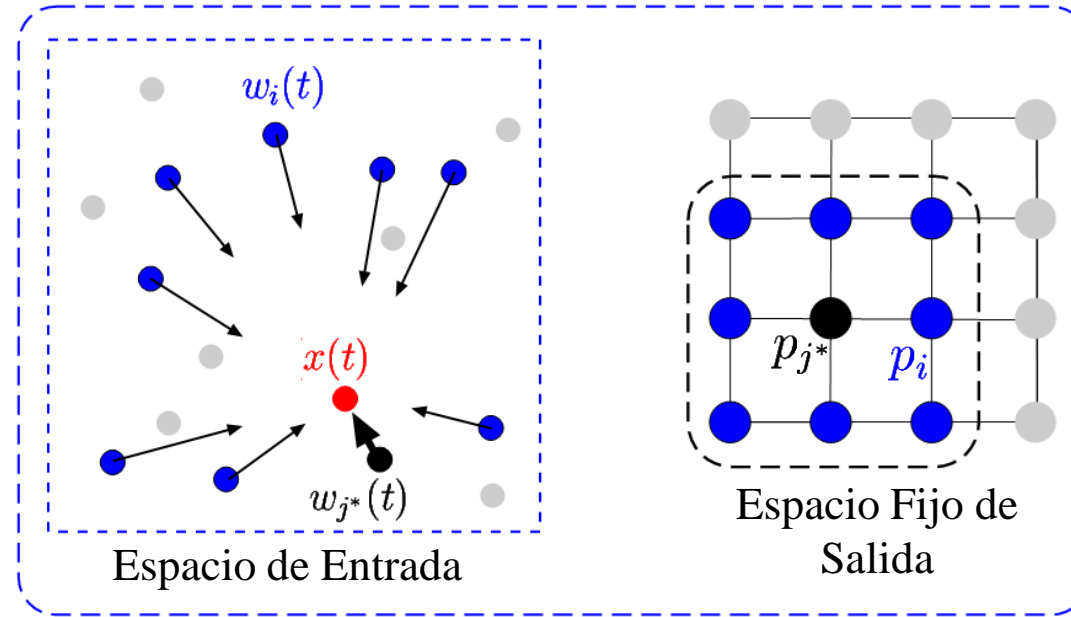 w_i(t)
x(t)
w_{j*}(t)
Espacio de Entrada
p_{j*}
p_i
Espacio Fijo de
Salida